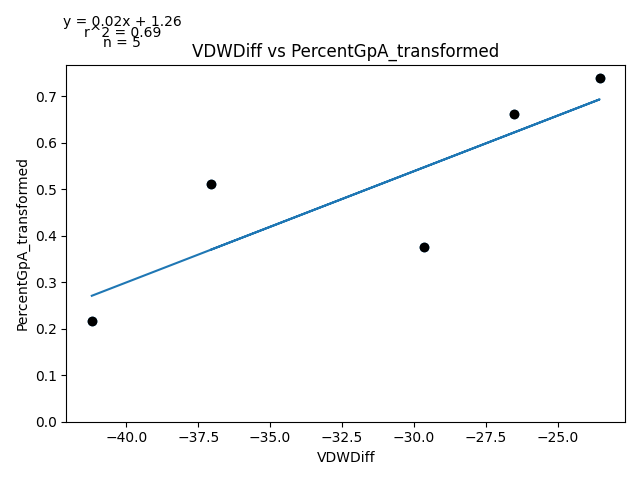 y = 0.02x + 1.26
r^2 = 0.69
n = 5
VDWDiff vs PercentGpA_transformed
PercentGpA_transformed
0.7
0.6
0.5
0.4
0.3
0.2
0.1
0.0
−40.0 −37.5 −35.0 −32.5 −30.0 −27.5 −25.0
VDWDiff